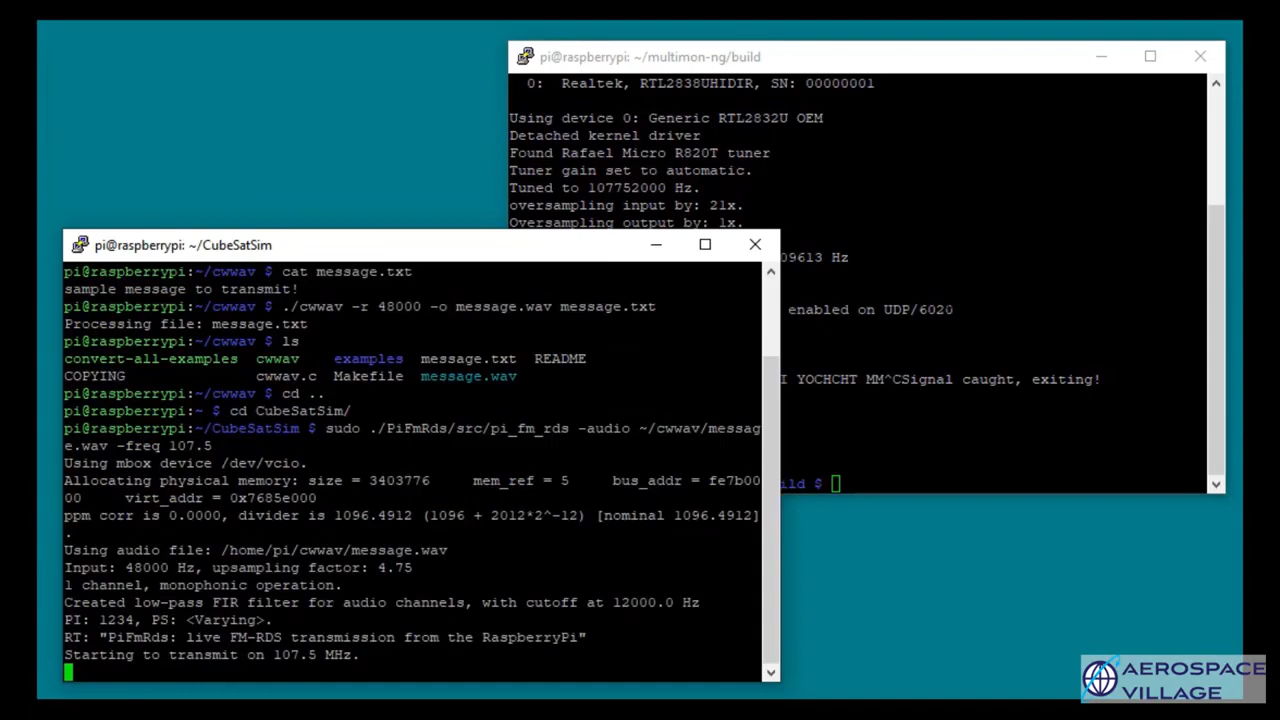 pi@raspberrypi: ~/multimon-ng/build
0:  Realtek, RTL2838UHIDIR, SN: 00000001
Using device 0: Generic RTL2832U OEM
Detached kernel driver
Found Rafael Micro R820T tuner
Tuner gain set to automatic.
Tuned to 107752000 Hz.
oversampling input by: 21x.
Oversampling output by: 1x.
09613 Hz
enabled on UDP/6020
I YOCHCHT MM^CSignal caught, exiting!
ild $
pi@raspberrypi: ~/CubeSatSim
pi@raspberrypi:~/cwwav $ cat message.txt
sample message to transmit!
pi@raspberrypi:~/cwwav $ ./cwwav -r 48000 -o message.wav message.txt
Processing file: message.txt
pi@raspberrypi:~/cwwav $ ls
convert-all-examples  cwwav    examples  message.txt  README
COPYING               cwwav.c  Makefile  message.wav
pi@raspberrypi:~/cwwav $ cd ..
pi@raspberrypi:~ $ cd CubeSatSim/
pi@raspberrypi:~/CubeSatSim $ sudo ./PiFmRds/src/pi_fm_rds -audio ~/cwwav/messag
e.wav -freq 107.5
Using mbox device /dev/vcio.
Allocating physical memory: size = 3403776     mem_ref = 5     bus_addr = fe7b00
00     virt_addr = 0x7685e000
ppm corr is 0.0000, divider is 1096.4912 (1096 + 2012*2^-12) [nominal 1096.4912]
.
Using audio file: /home/pi/cwwav/message.wav
Input: 48000 Hz, upsampling factor: 4.75
1 channel, monophonic operation.
Created low-pass FIR filter for audio channels, with cutoff at 12000.0 Hz
PI: 1234, PS: <Varying>.
RT: "PiFmRds: live FM-RDS transmission from the RaspberryPi"
Starting to transmit on 107.5 MHz.
AEROSPACE
VILLAGE